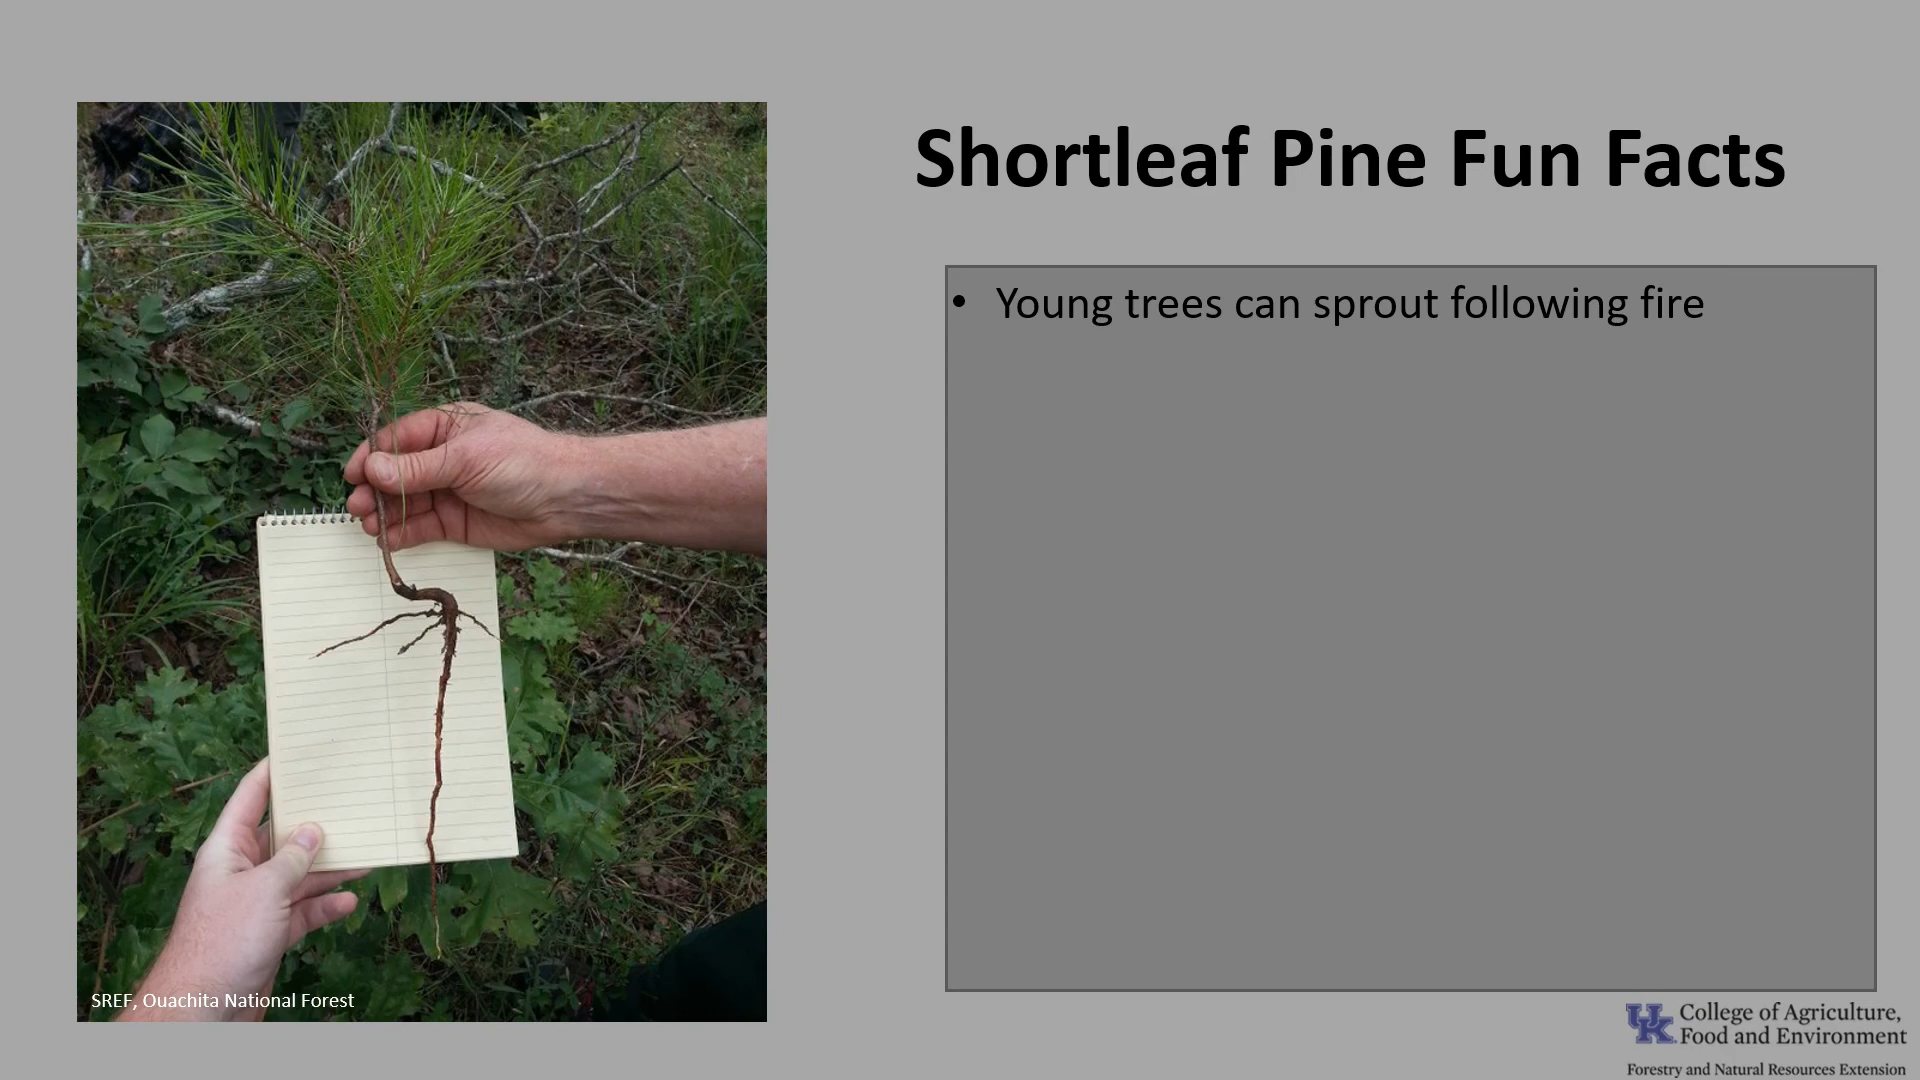 Shortleaf Pine Fun Facts
• Young trees can sprout following fire
SREF, Ouachita National Forest
UK College of Agriculture,
Food and Environment
Forestry and Natural Resources Extension